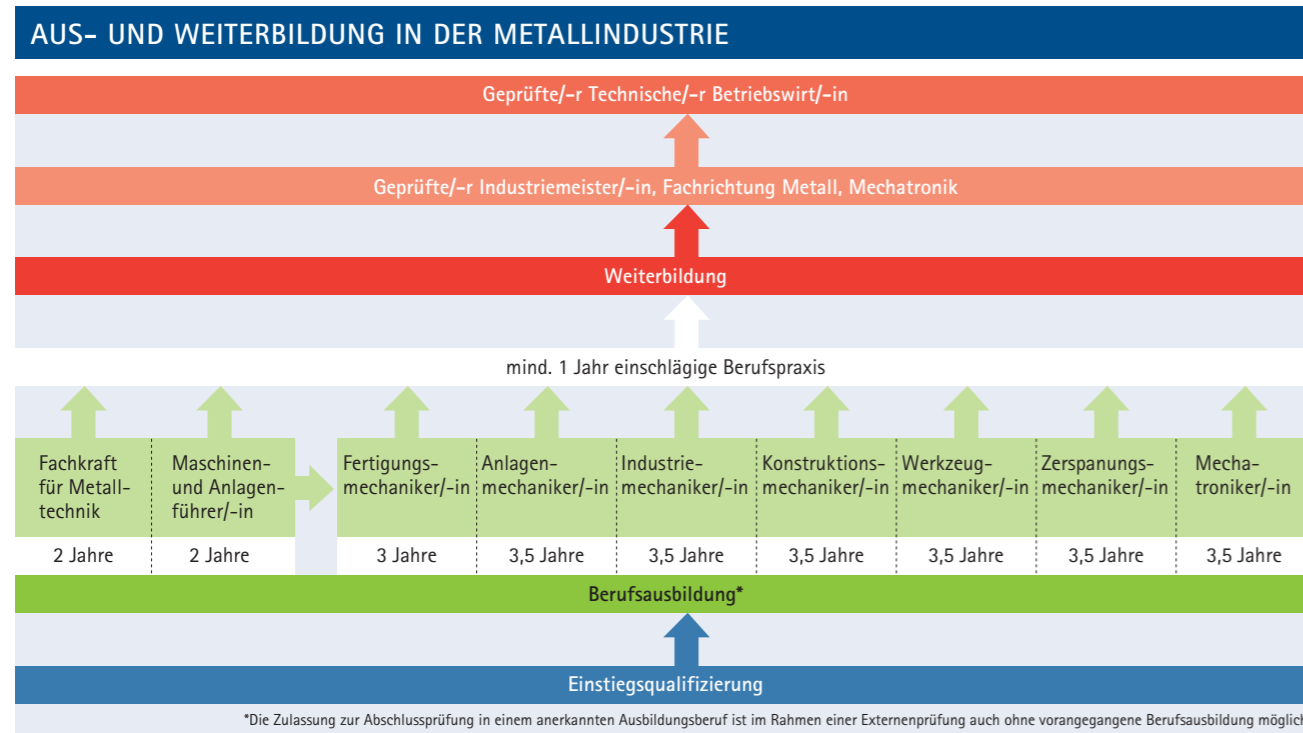 AUS- UND WEITERBILDUNG IN DER METALLINDUSTRIE
Geprüfte/-r Technische/-r Betriebswirt/-in
Geprüfte/-r Industriemeister/-in, Fachrichtung Metall, Mechatronik
Weiterbildung
mind. 1 Jahr einschlägige Berufspraxis
Fachkraft
für Metall-
technik
Maschinen-
und Anlagen-
führer/-in
Fertigungs-
mechaniker/-in
Anlagen-
mechaniker/-in
Industrie-
mechaniker/-in
Konstruktions-
mechaniker/-in
Werkzeug-
mechaniker/-in
Zerspanungs-
mechaniker/-in
Mecha-
troniker/-in
2 Jahre
2 Jahre
3 Jahre
3,5 Jahre
3,5 Jahre
3,5 Jahre
3,5 Jahre
3,5 Jahre
3,5 Jahre
Berufsausbildung*
Einstiegsqualifizierung
*Die Zulassung zur Abschlussprüfung in einem anerkannten Ausbildungsberuf ist im Rahmen einer Externenprüfung auch ohne vorangegangene Berufsausbildung möglich